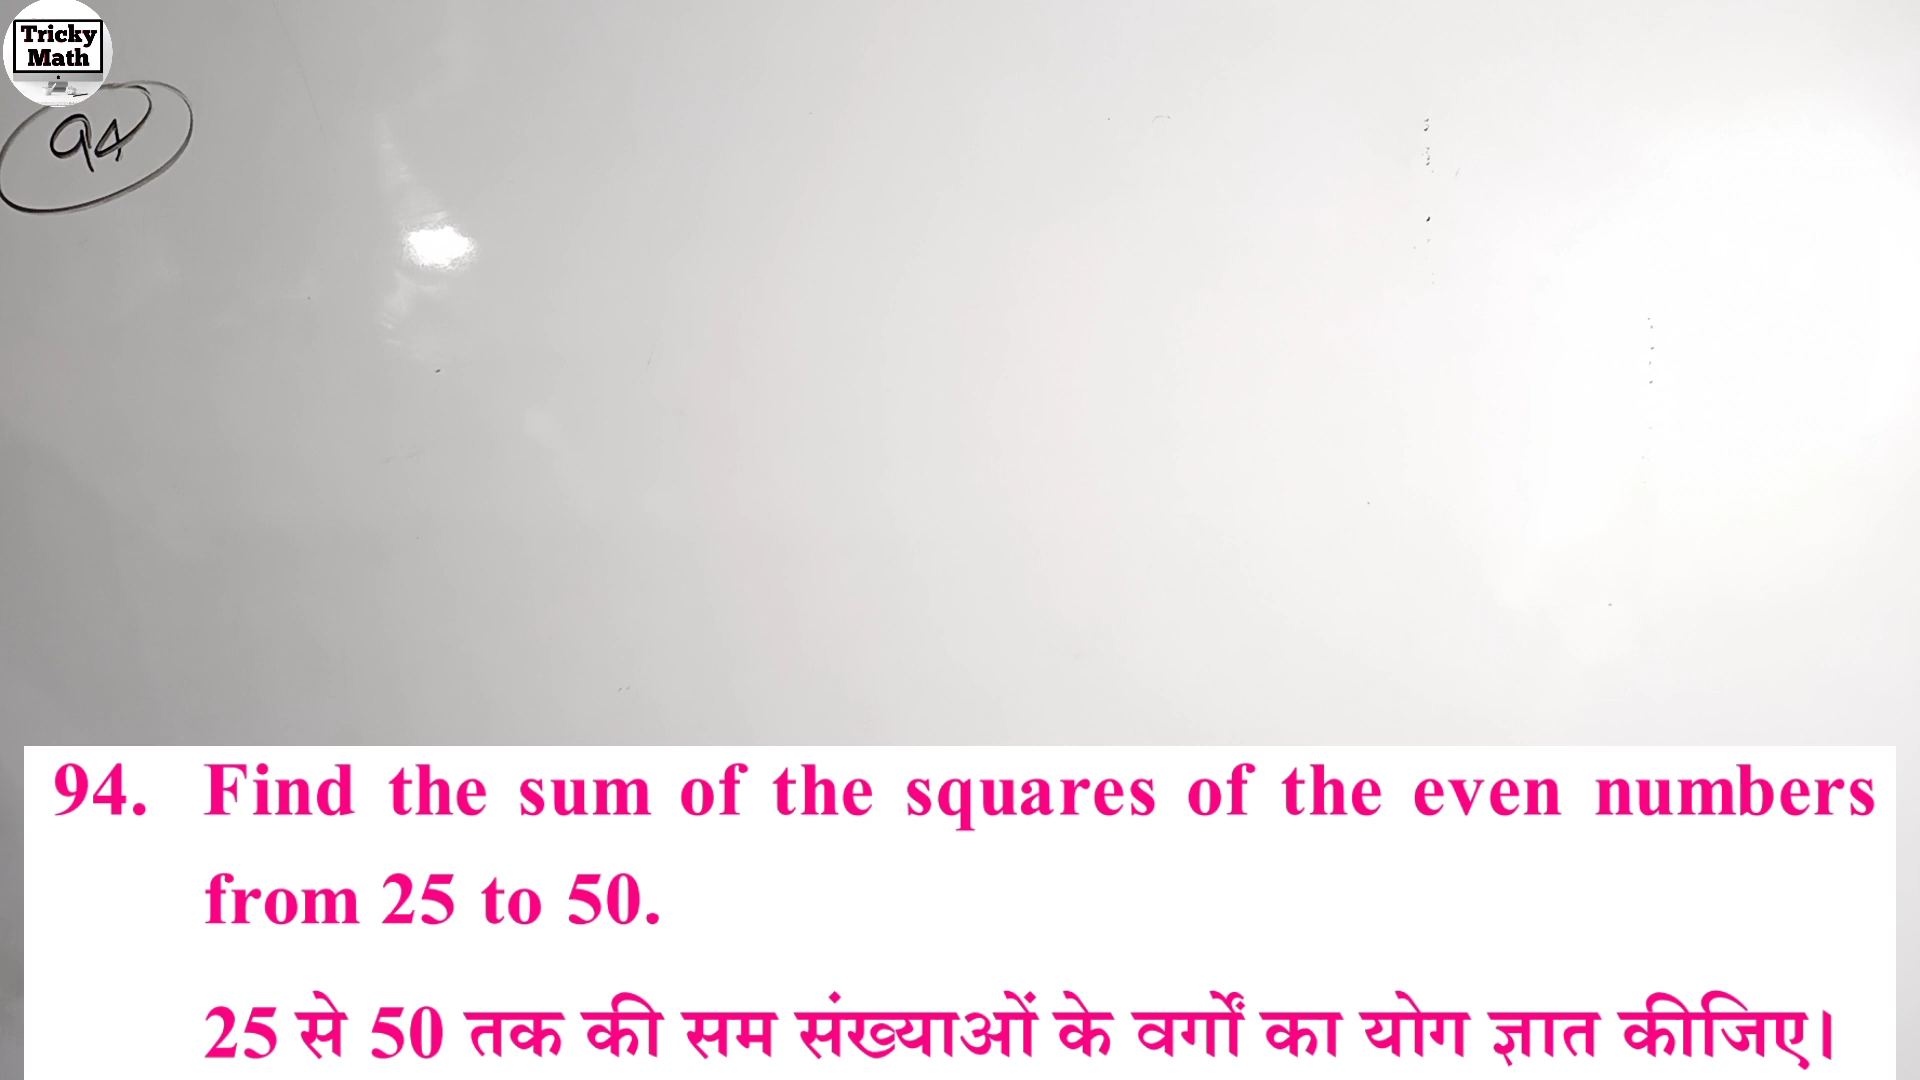 Tricky
Math
94
94. Find the sum of the squares of the even numbers
from 25 to 50.
25 से 50 तक की सम संख्याओं के वर्गों का योग ज्ञात कीजिए।